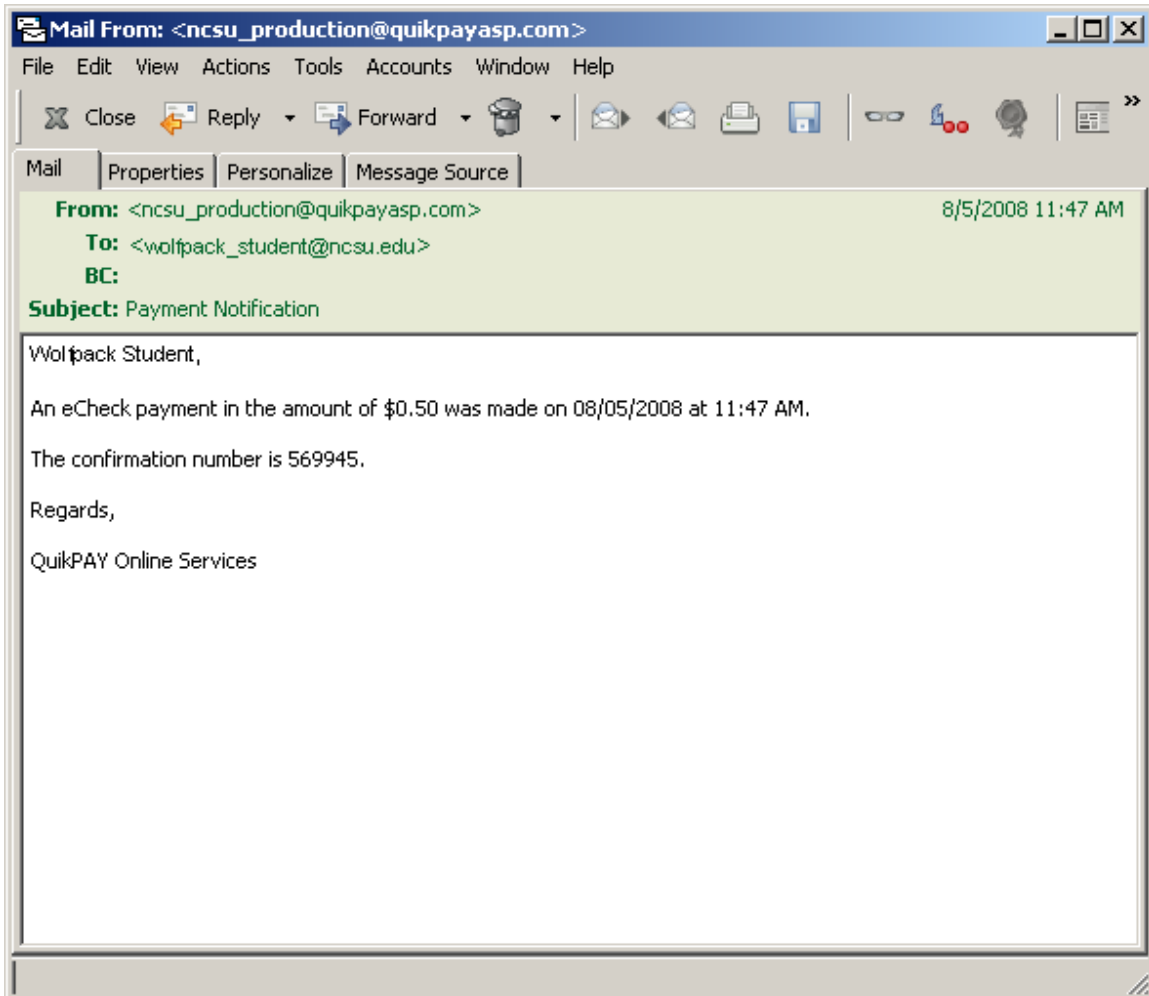 Mail From: <ncsu_production@quikpayasp.com>
File Edit View Actions Tools Accounts Window Help
Close Reply Forward »
Mail Properties Personalize Message Source
From: <ncsu_production@quikpayasp.com> 8/5/2008 11:47 AM
To: <wolfpack_student@ncsu.edu>
BC:
Subject: Payment Notification
Wolfpack Student,
An eCheck payment in the amount of $0.50 was made on 08/05/2008 at 11:47 AM.
The confirmation number is 569945.
Regards,
QuikPAY Online Services